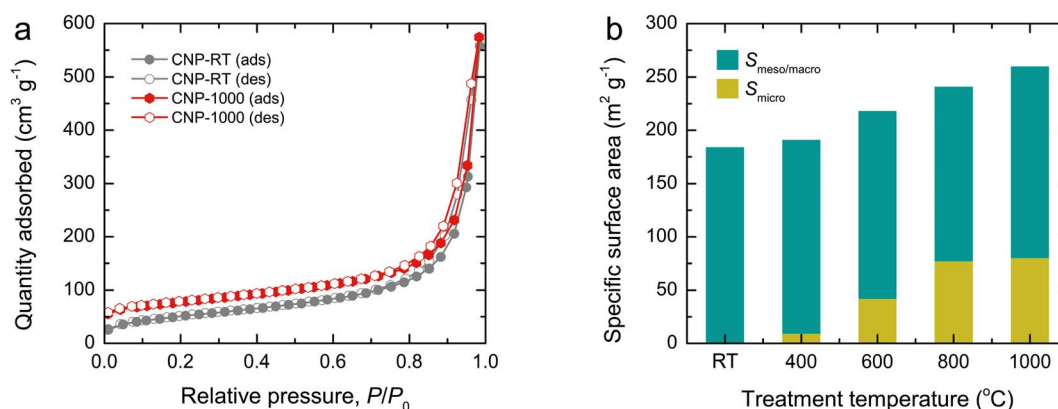 a
600
500
400
300
200
100
0
Quantity adsorbed (cm³ g⁻¹)
CNP-RT (ads)
CNP-RT (des)
CNP-1000 (ads)
CNP-1000 (des)
0.0 0.2 0.4 0.6 0.8 1.0
Relative pressure, P/P₀
b
300
250
200
150
100
50
0
Specific surface area (m² g⁻¹)
Smeso/macro
Smicro
RT 400 600 800 1000
Treatment temperature (°C)